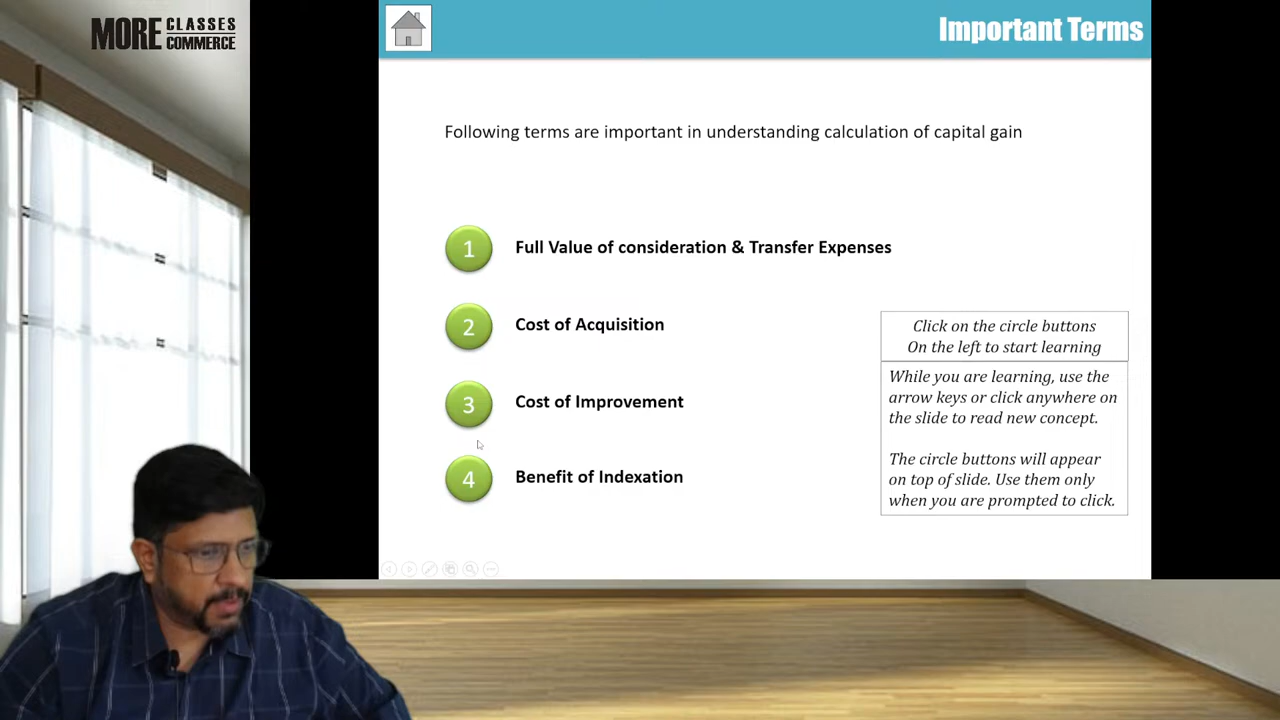 MORE CLASSES COMMERCE
Important Terms
Following terms are important in understanding calculation of capital gain
1 Full Value of consideration & Transfer Expenses
2 Cost of Acquisition
3 Cost of Improvement
4 Benefit of Indexation
Click on the circle buttons
On the left to start learning
While you are learning, use the
arrow keys or click anywhere on
the slide to read new concept.
The circle buttons will appear
on top of slide. Use them only
when you are prompted to click.